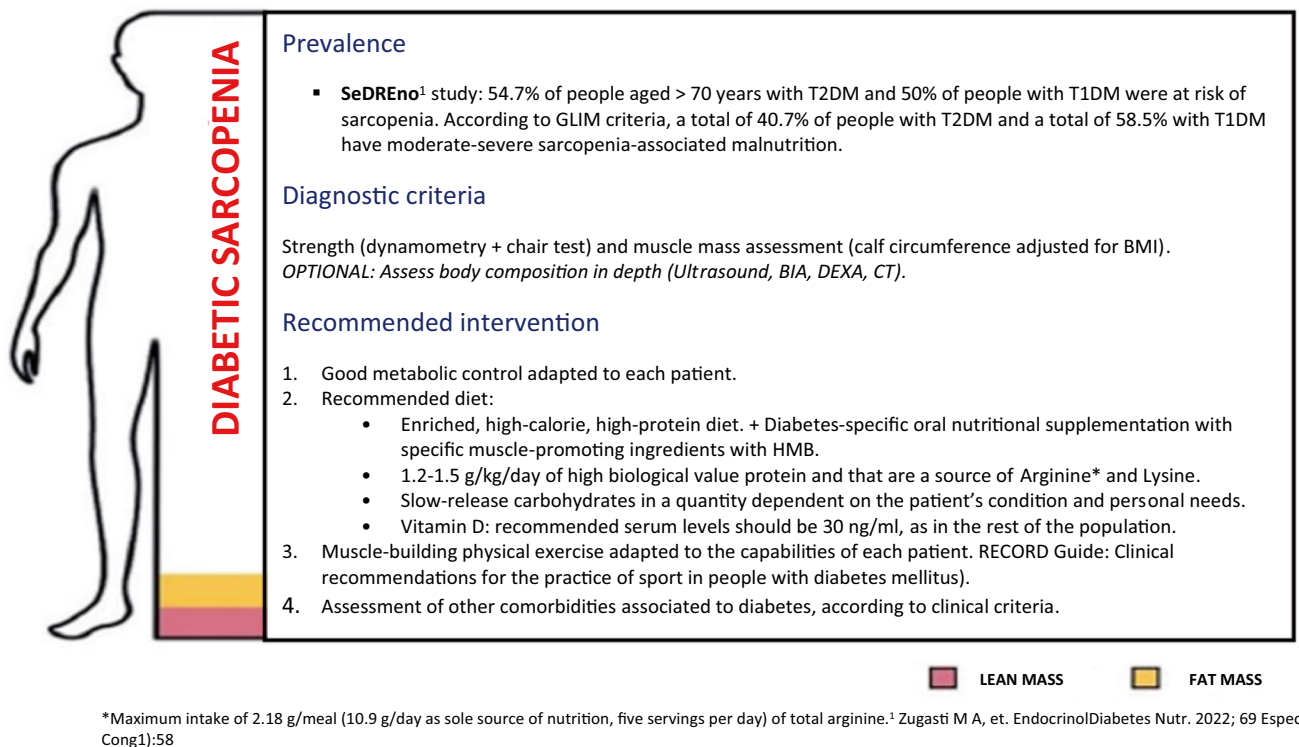 DIABETIC SARCOPENIA
Prevalence
▪ SeDREno¹ study: 54.7% of people aged > 70 years with T2DM and 50% of people with T1DM were at risk of
sarcopenia. According to GLIM criteria, a total of 40.7% of people with T2DM and a total of 58.5% with T1DM
have moderate-severe sarcopenia-associated malnutrition.
Diagnostic criteria
Strength (dynamometry + chair test) and muscle mass assessment (calf circumference adjusted for BMI).
OPTIONAL: Assess body composition in depth (Ultrasound, BIA, DEXA, CT).
Recommended intervention
1. Good metabolic control adapted to each patient.
2. Recommended diet:
• Enriched, high-calorie, high-protein diet. + Diabetes-specific oral nutritional supplementation with
specific muscle-promoting ingredients with HMB.
• 1.2-1.5 g/kg/day of high biological value protein and that are a source of Arginine* and Lysine.
• Slow-release carbohydrates in a quantity dependent on the patient's condition and personal needs.
• Vitamin D: recommended serum levels should be 30 ng/ml, as in the rest of the population.
3. Muscle-building physical exercise adapted to the capabilities of each patient. RECORD Guide: Clinical
recommendations for the practice of sport in people with diabetes mellitus).
4. Assessment of other comorbidities associated to diabetes, according to clinical criteria.
LEAN MASS
FAT MASS
*Maximum intake of 2.18 g/meal (10.9 g/day as sole source of nutrition, five servings per day) of total arginine.¹ Zugasti M A, et. EndocrinolDiabetes Nutr. 2022; 69 Espec
Cong1):58